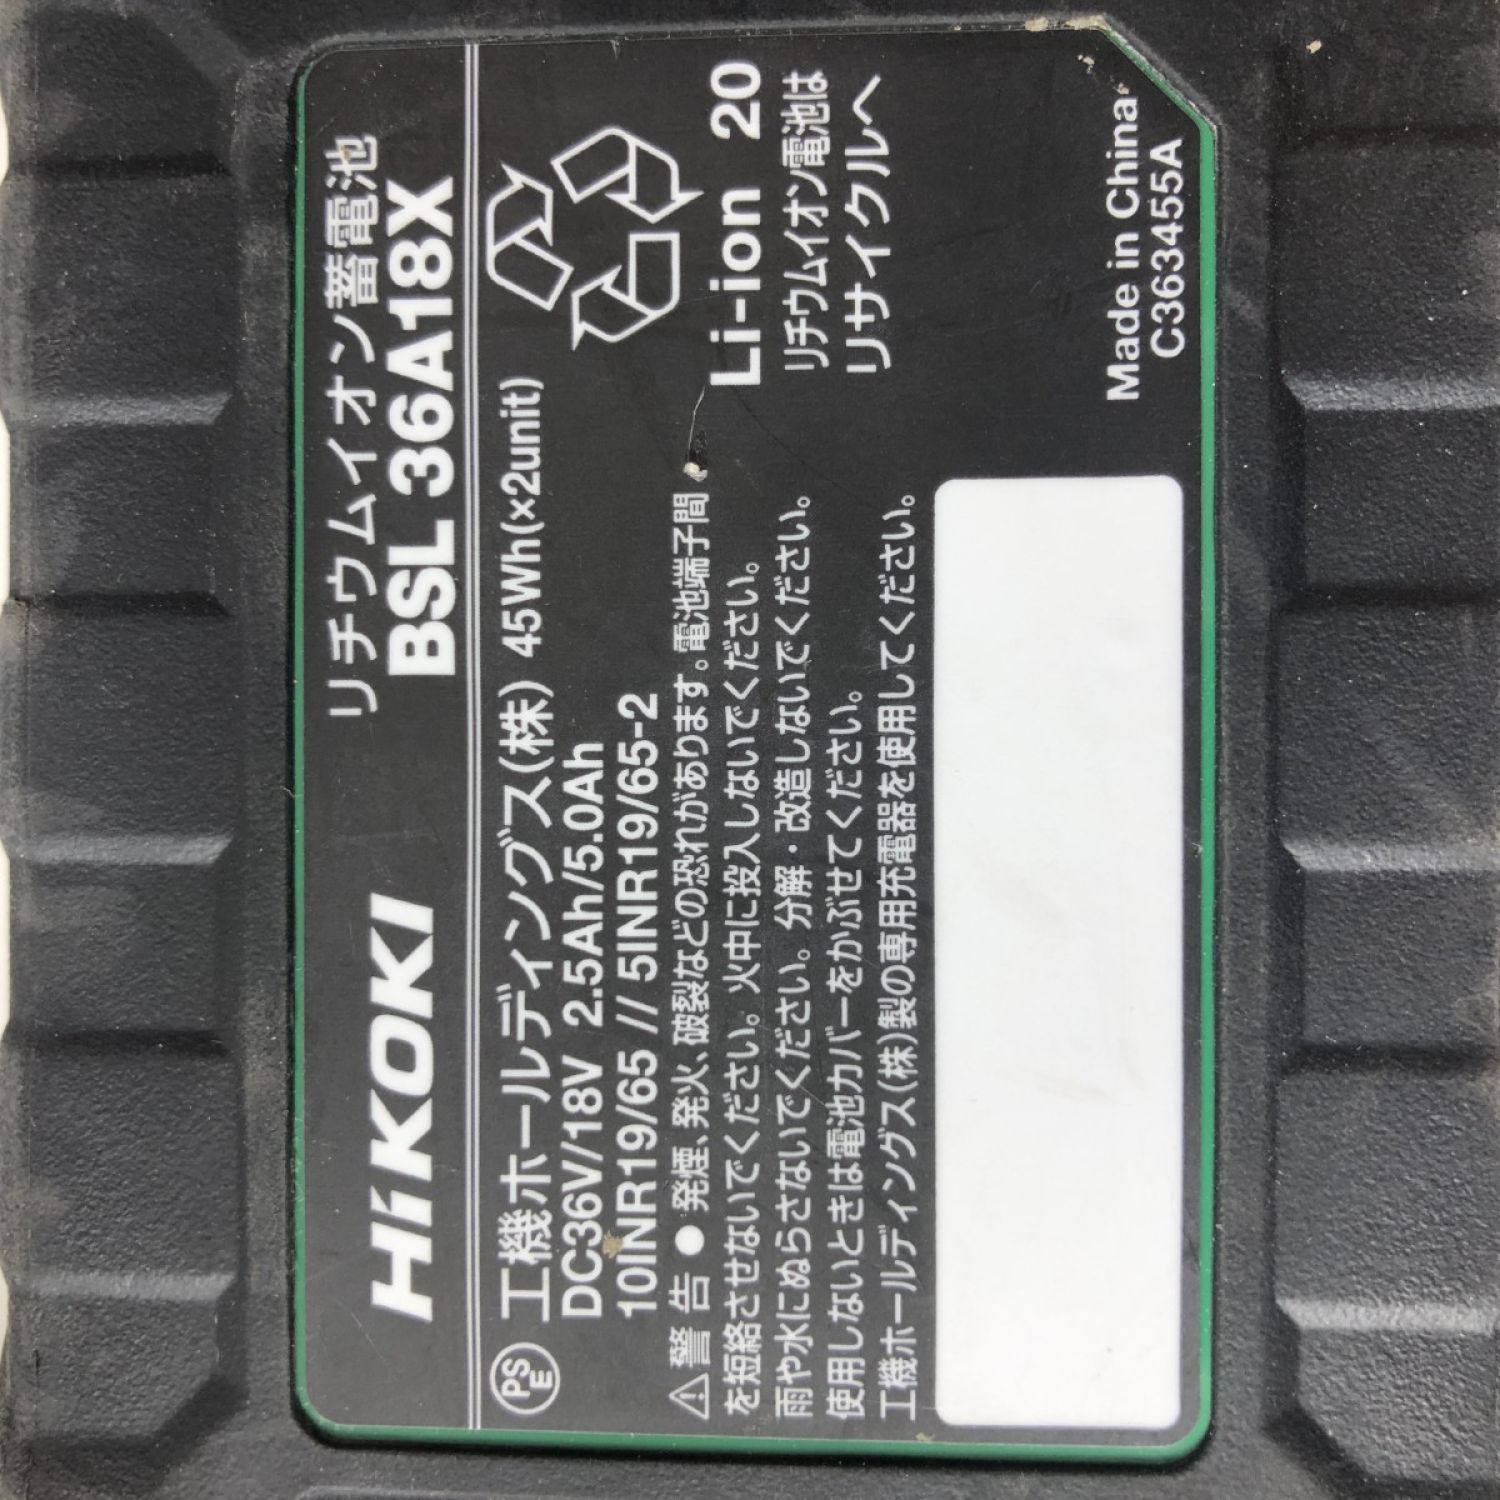 HiKOKI
リチウムイオン蓄電池
BSL 36A18X
PSE
工機ホールディングス(株) 45Wh(×2unit)
DC36V/18V 2.5Ah/5.0Ah
10INR19/65 // 5INR19/65-2
⚠警告 ● 発煙、発火、破裂などの恐れがあります。電池端子間
を短絡させないでください。火中に投入しないでください。
雨や水にぬらさないでください。分解・改造しないでください。
使用しないときは電池カバーをかぶせてください。
工機ホールディングス(株)製の専用充電器を使用してください。
Li-ion 20
リチウムイオン電池は
リサイクルへ
Made in China
C3634455A